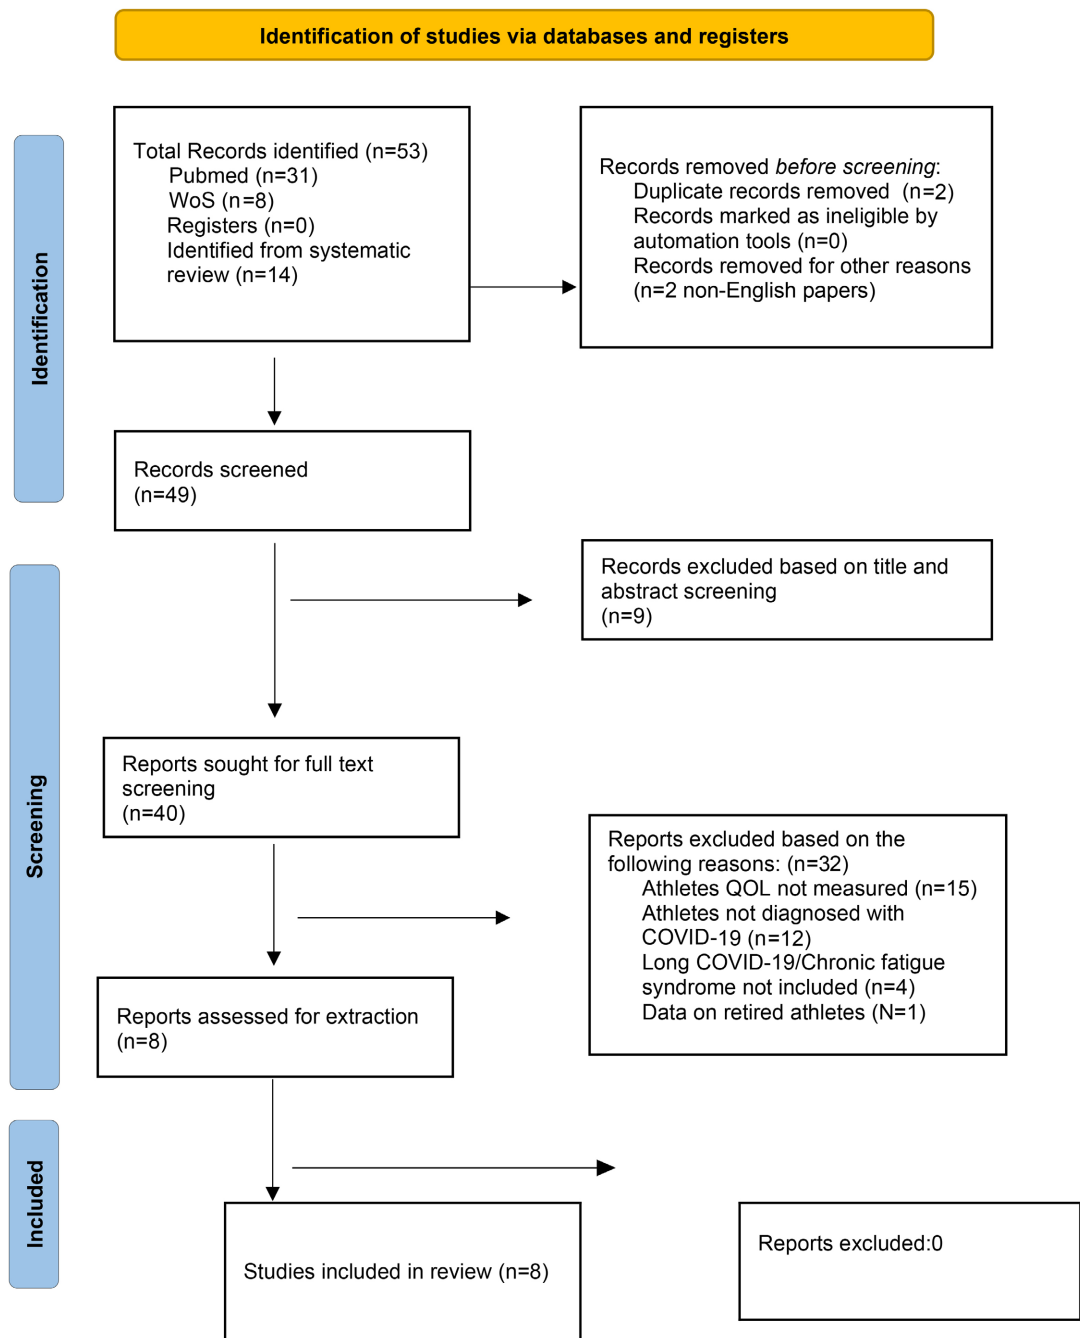 Identification of studies via databases and registers
Identification
Total Records identified (n=53)
Pubmed (n=31)
WoS (n=8)
Registers (n=0)
Identified from systematic
review (n=14)
Records removed before screening:
Duplicate records removed (n=2)
Records marked as ineligible by
automation tools (n=0)
Records removed for other reasons
(n=2 non-English papers)
Records screened
(n=49)
Screening
Records excluded based on title and
abstract screening
(n=9)
Reports sought for full text
screening
(n=40)
Reports excluded based on the
following reasons: (n=32)
Athletes QOL not measured (n=15)
Athletes not diagnosed with
COVID-19 (n=12)
Long COVID-19/Chronic fatigue
syndrome not included (n=4)
Data on retired athletes (N=1)
Reports assessed for extraction
(n=8)
Included
Studies included in review (n=8)
Reports excluded:0